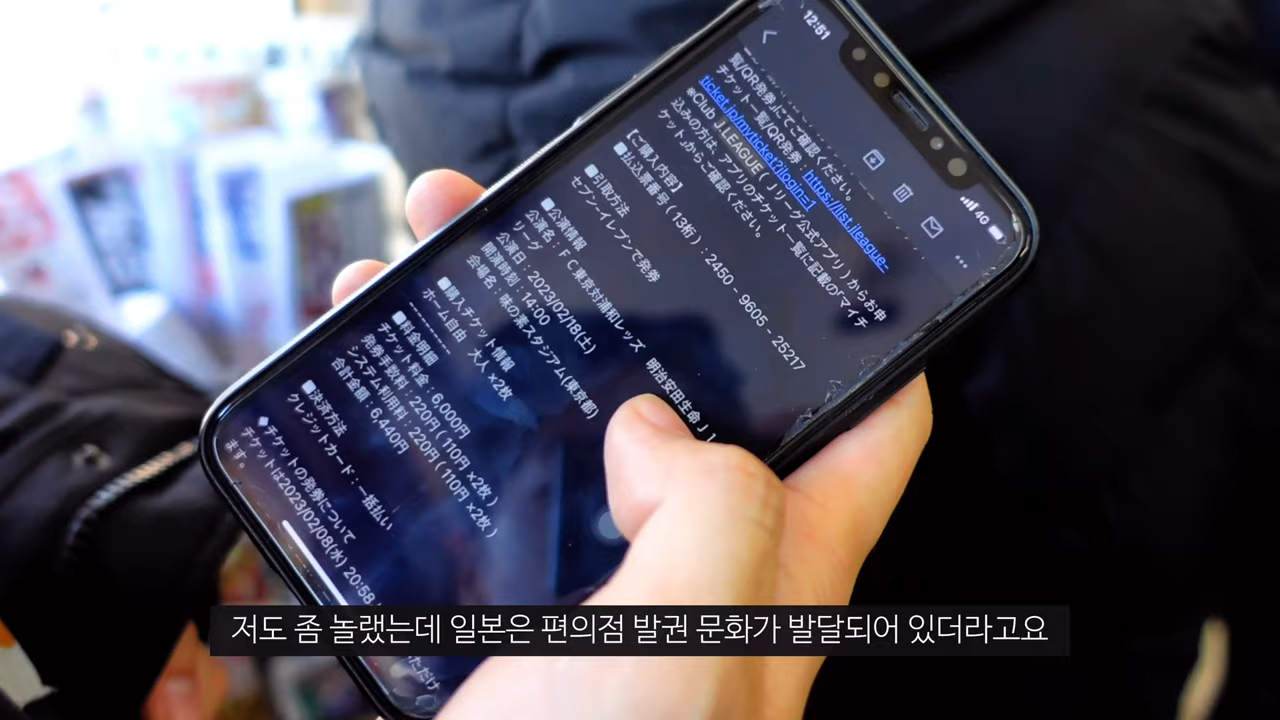 12:51
4G
覧/QR発券」にてご確認ください。
チケット一覧/QR発券：https://list.jleague-
ticket.jp/myticket?login=1
※Club J.LEAGUE (Jリーグ公式アプリ) からお申
込みの方は、アプリのチケット一覧に記載の「マイチ
ケット」からご確認ください。
【ご購入内容】
■払込票番号 (13桁) : 2450 - 9605 - 25217
■引取方法
セブン-イレブンで発券
■公演情報
公演名：ＦＣ東京対浦和レッズ　明治安田生命Ｊ１
リーグ
公演日：2023/02/18(土)
開演時刻：14:00
会場名：味の素スタジアム(東京都)
■購入チケット情報
ホーム自由　大人 x2枚
■料金明細
チケット料金：6,000円
発券手数料：220円 ( 110円 x2枚 )
システム利用料：220円 ( 110円 x2枚 )
合計金額：6,440円
■決済方法
クレジットカード：一括払い
◆チケットの発券について
チケットは2023/02/08(水) 20:58
ます。
저도 좀 놀랬는데 일본은 편의점 발권 문화가 발달되어 있더라고요